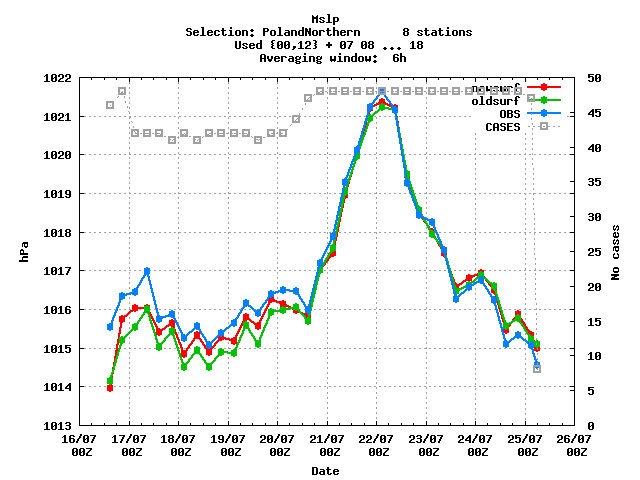 Mslp
Selection: PolandNorthern 8 stations
Used {00,12} + 07 08 ... 18
Averaging window: 6h
1022
1021
1020
1019
1018
1017
1016
1015
1014
1013
hPa
50
45
40
35
30
25
20
15
10
5
0
No cases
newsurf
oldsurf
OBS
CASES
16/07 17/07 18/07 19/07 20/07 21/07 22/07 23/07 24/07 25/07 26/07
00Z 00Z 00Z 00Z 00Z 00Z 00Z 00Z 00Z 00Z 00Z
Date